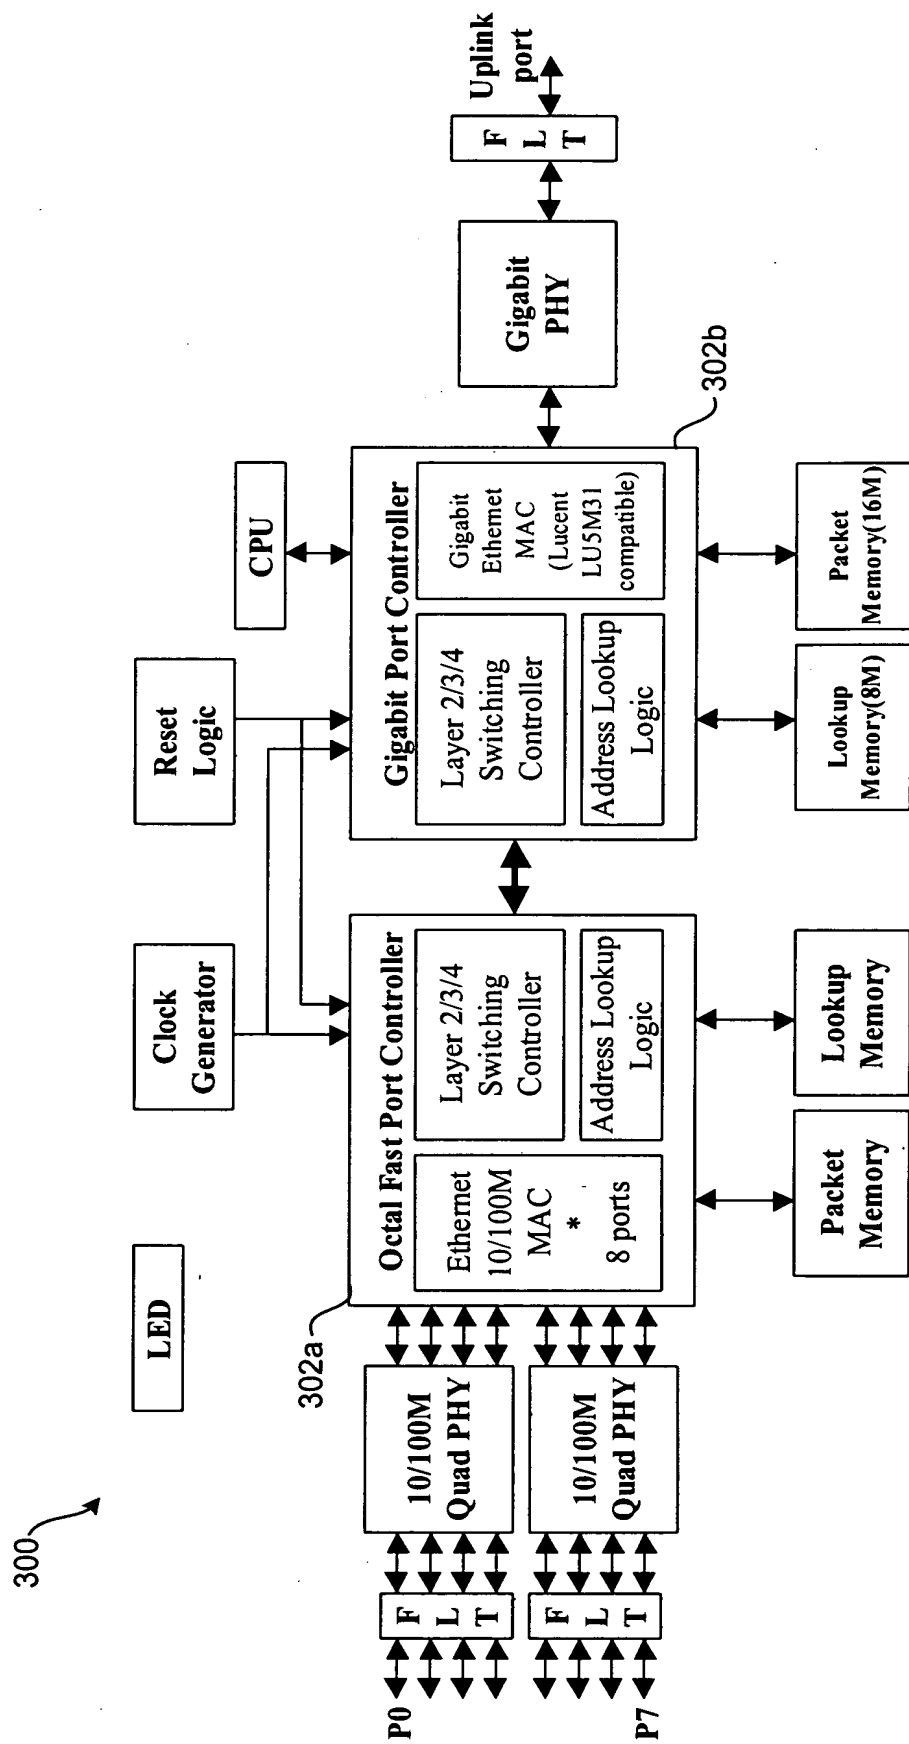 300
LED
Clock
Generator
Reset
Logic
CPU
302a
Octal Fast Port Controller
Ethernet
10/100M
MAC
*
8 ports
Layer 2/3/4
Switching
Controller
Address Lookup
Logic
Gigabit Port Controller
Layer 2/3/4
Switching
Controller
Address Lookup
Logic
Gigabit
Ethernet
MAC
(Lucent
LU5M31
compatible)
302b
P0
F
L
T
10/100M
Quad PHY
P7
F
L
T
10/100M
Quad PHY
Gigabit
PHY
F
L
T
Uplink
port
Packet
Memory
Lookup
Memory
Lookup
Memory(8M)
Packet
Memory(16M)